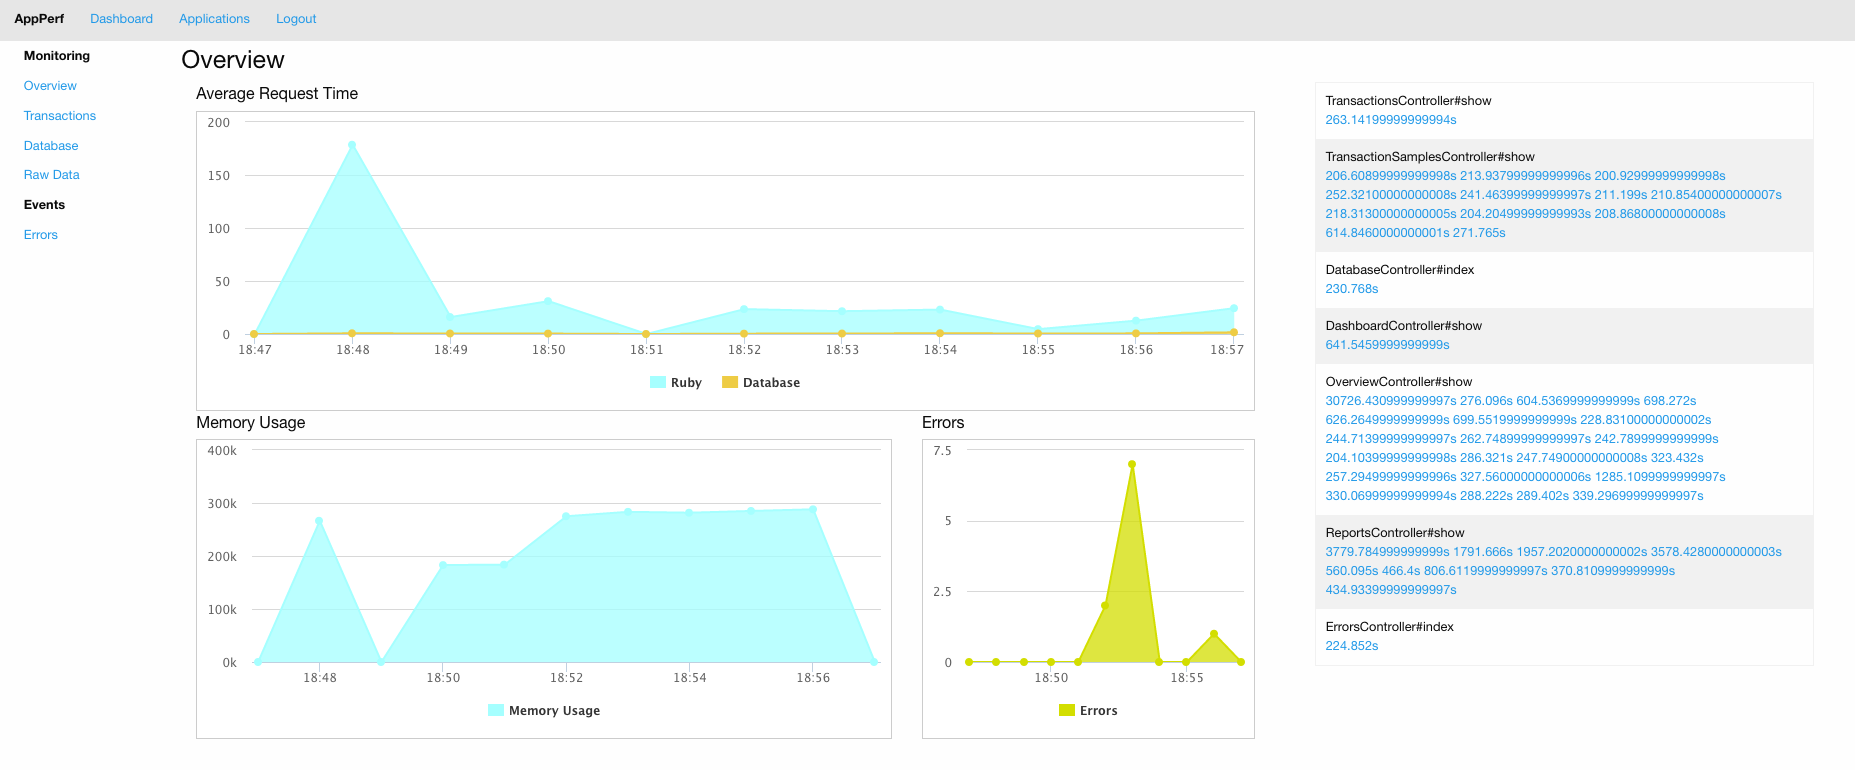 AppPerf Dashboard Applications Logout
Monitoring
Overview
Transactions
Database
Raw Data
Events
Errors
Overview
Average Request Time
200
150
100
50
0
18:47 18:48 18:49 18:50 18:51 18:52 18:53 18:54 18:55 18:56 18:57
Ruby Database
Memory Usage
400k
300k
200k
100k
0k
18:48 18:50 18:52 18:54 18:56
Memory Usage
Errors
7.5
5
2.5
0
18:50 18:55
Errors
TransactionsController#show
263.14199999999994s
TransactionSamplesController#show
206.60899999999998s 213.93799999999996s 200.92999999999998s
252.32100000000008s 241.46399999999997s 211.199s 210.85400000000007s
218.31300000000005s 204.20499999999993s 208.86800000000008s
614.8460000000001s 271.765s
DatabaseController#index
230.768s
DashboardController#show
641.5459999999999s
OverviewController#show
30726.430999999997s 276.096s 604.5369999999999s 698.272s
626.2649999999999s 699.5519999999999s 228.83100000000002s
244.71399999999997s 262.74899999999997s 242.7899999999999s
204.10399999999998s 286.321s 247.74900000000008s 323.432s
257.29499999999996s 327.56000000000006s 1285.1099999999997s
330.06999999999994s 288.222s 289.402s 339.29699999999997s
ReportsController#show
3779.784999999999s 1791.666s 1957.2020000000002s 3578.4280000000003s
560.095s 466.4s 806.6119999999997s 370.8109999999999s
434.93399999999997s
ErrorsController#index
224.852s